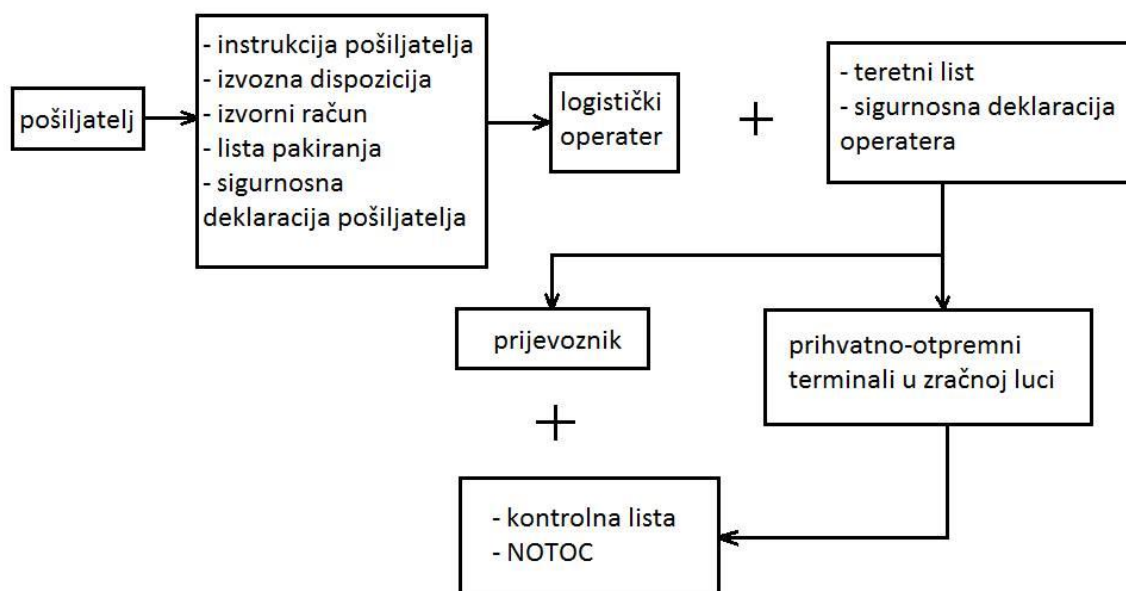 pošiljatelj
- instrukcija pošiljatelja
- izvozna dispozicija
- izvorni račun
- lista pakiranja
- sigurnosna
deklaracija pošiljatelja
logistički
operater
+
- teretni list
- sigurnosna deklaracija
operatera
prijevoznik
prihvatno-otpremni
terminali u zračnoj luci
+
- kontrolna lista
- NOTOC